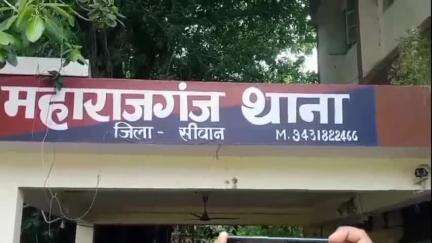 महाराजगंज थाना
जिला - सीवान M. 9431822466